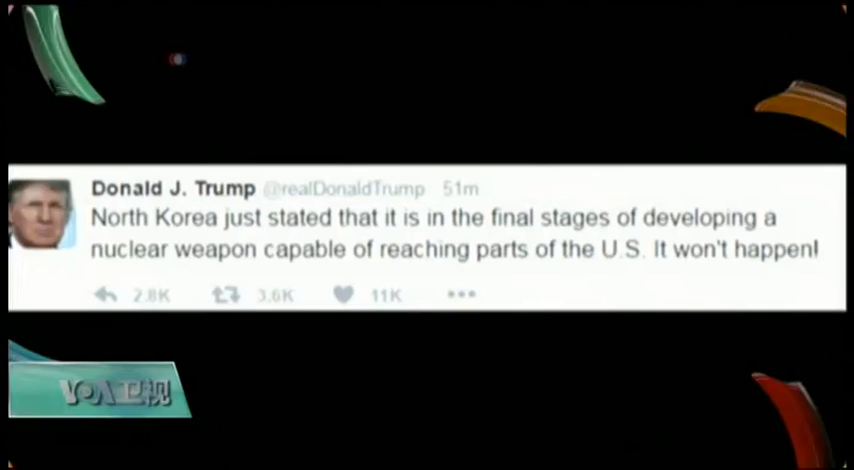 Donald J. Trump @realDonaldTrump 51m
North Korea just stated that it is in the final stages of developing a
nuclear weapon capable of reaching parts of the U.S. It won't happen!
2.8K 3.6K 11K
VOA卫视